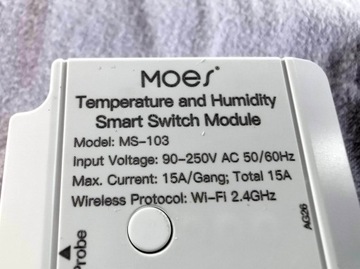 MOES
Temperature and Humidity
Smart Switch Module
Model: MS-103
Input Voltage: 90-250V AC 50/60Hz
Max. Current: 15A/Gang; Total 15A
Wireless Protocol: Wi-Fi 2.4GHz
AG26
Probe